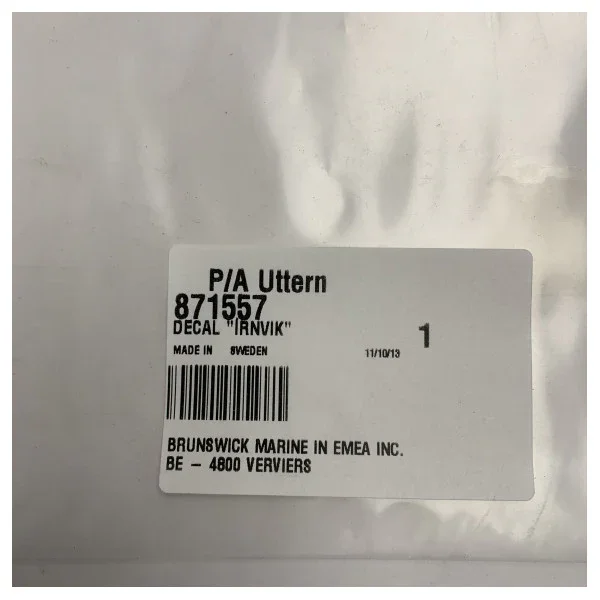 P/A Uttern
871557
DECAL "IRNVIK"
1
MADE IN SWEDEN 11/10/13
BRUNSWICK MARINE IN EMEA INC.
BE - 4800 VERVIERS